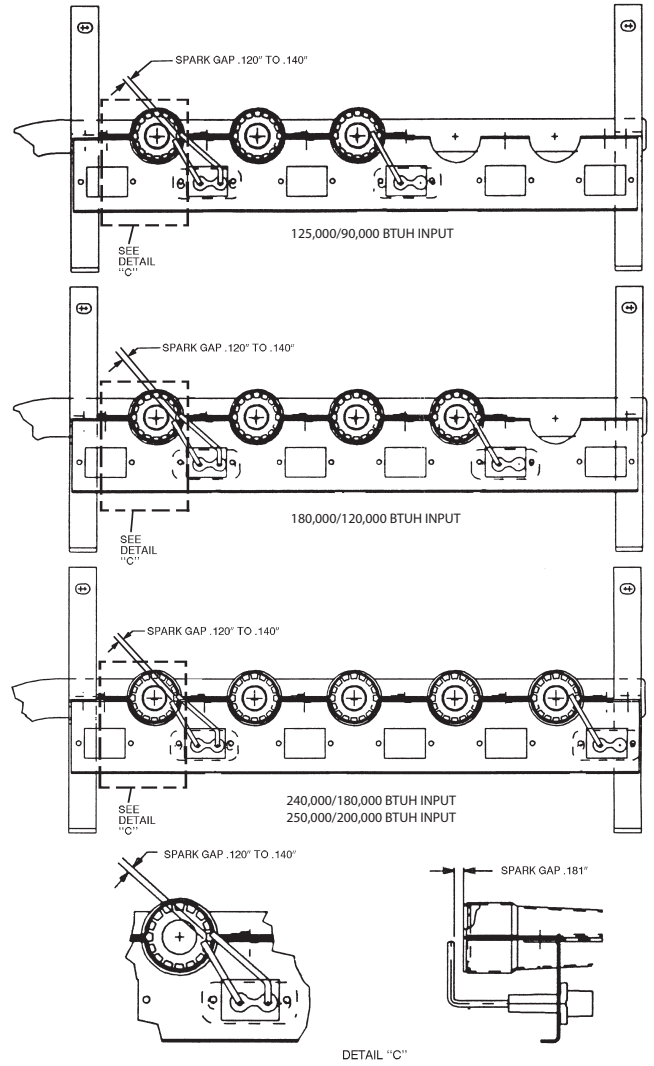 SPARK GAP .120" TO .140"
SEE
DETAIL
"C"
125,000/90,000 BTUH INPUT
SPARK GAP .120" TO .140"
SEE
DETAIL
"C"
180,000/120,000 BTUH INPUT
SPARK GAP .120" TO .140"
SEE
DETAIL
"C"
240,000/180,000 BTUH INPUT
250,000/200,000 BTUH INPUT
SPARK GAP .120" TO .140"
SPARK GAP .181"
DETAIL "C"